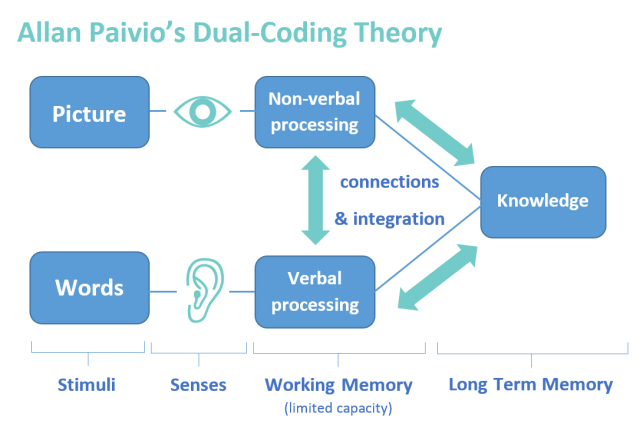 Allan Paivio's Dual-Coding Theory
Picture
Non-verbal
processing
connections
& integration
Knowledge
Words
Verbal
processing
Stimuli
Senses
Working Memory
(limited capacity)
Long Term Memory